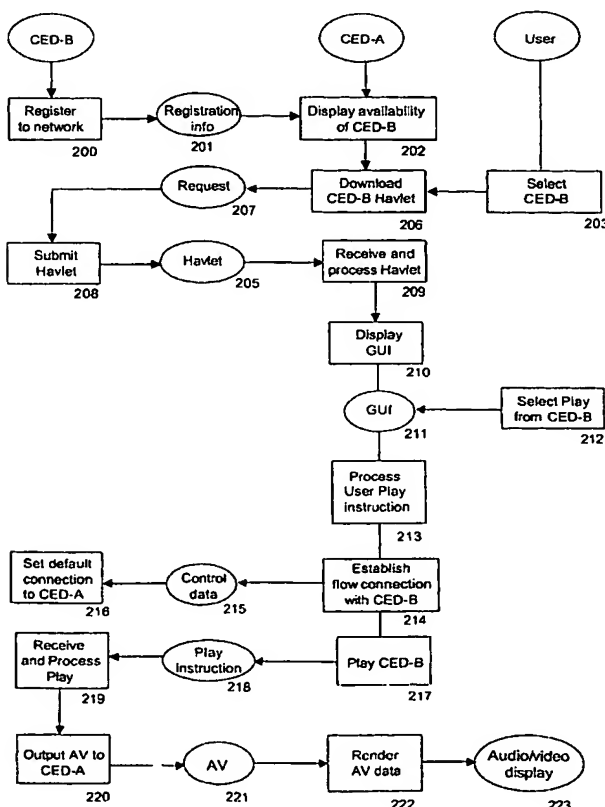 CED-B
CED-A
User
Register
to network
200
Registration
info
201
Display availability
of CED-B
202
Request
207
Download
CED-B Havlet
206
Select
CED-B
203
Submit
Havlet
208
Havlet
205
Receive and
process Havlet
209
Display
GUI
210
GUI
211
Select Play
from CED-B
212
Process
User Play
instruction
213
Set default
connection
to CED-A
216
Control
data
215
Establish
flow connection
with CED-B
214
Receive
and Process
Play
219
Play
instruction
218
Play CED-B
217
Output AV to
CED-A
220
AV
221
Render
AV data
222
Audio/video
display
223